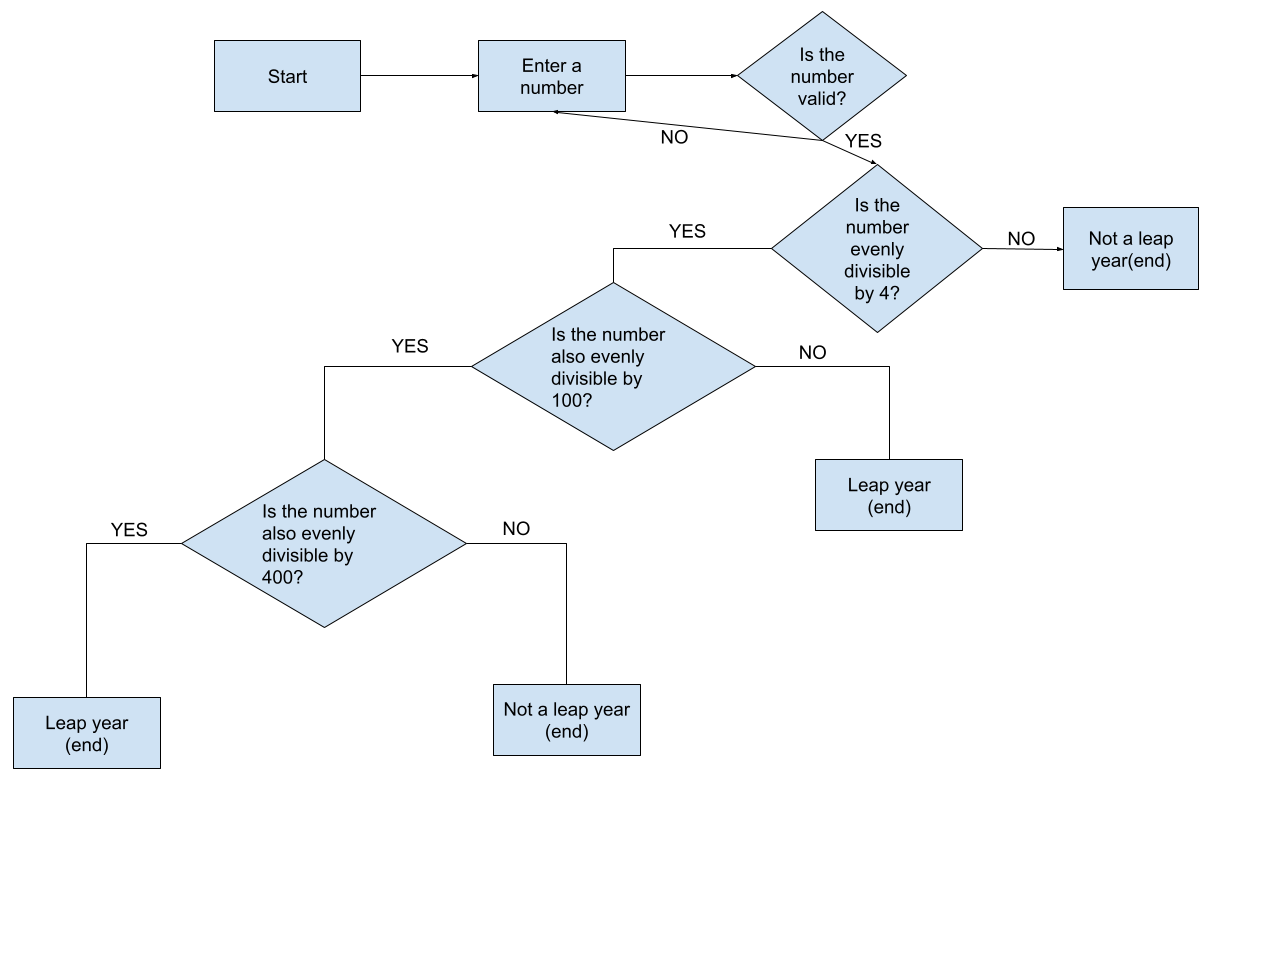 Start
Enter a
number
Is the
number
valid?
NO
YES
Is the
number
evenly
divisible
by 4?
YES
NO
Not a leap
year(end)
Is the number
also evenly
divisible by
100?
YES
NO
Leap year
(end)
Is the number
also evenly
divisible by
400?
YES
NO
Leap year
(end)
Not a leap year
(end)